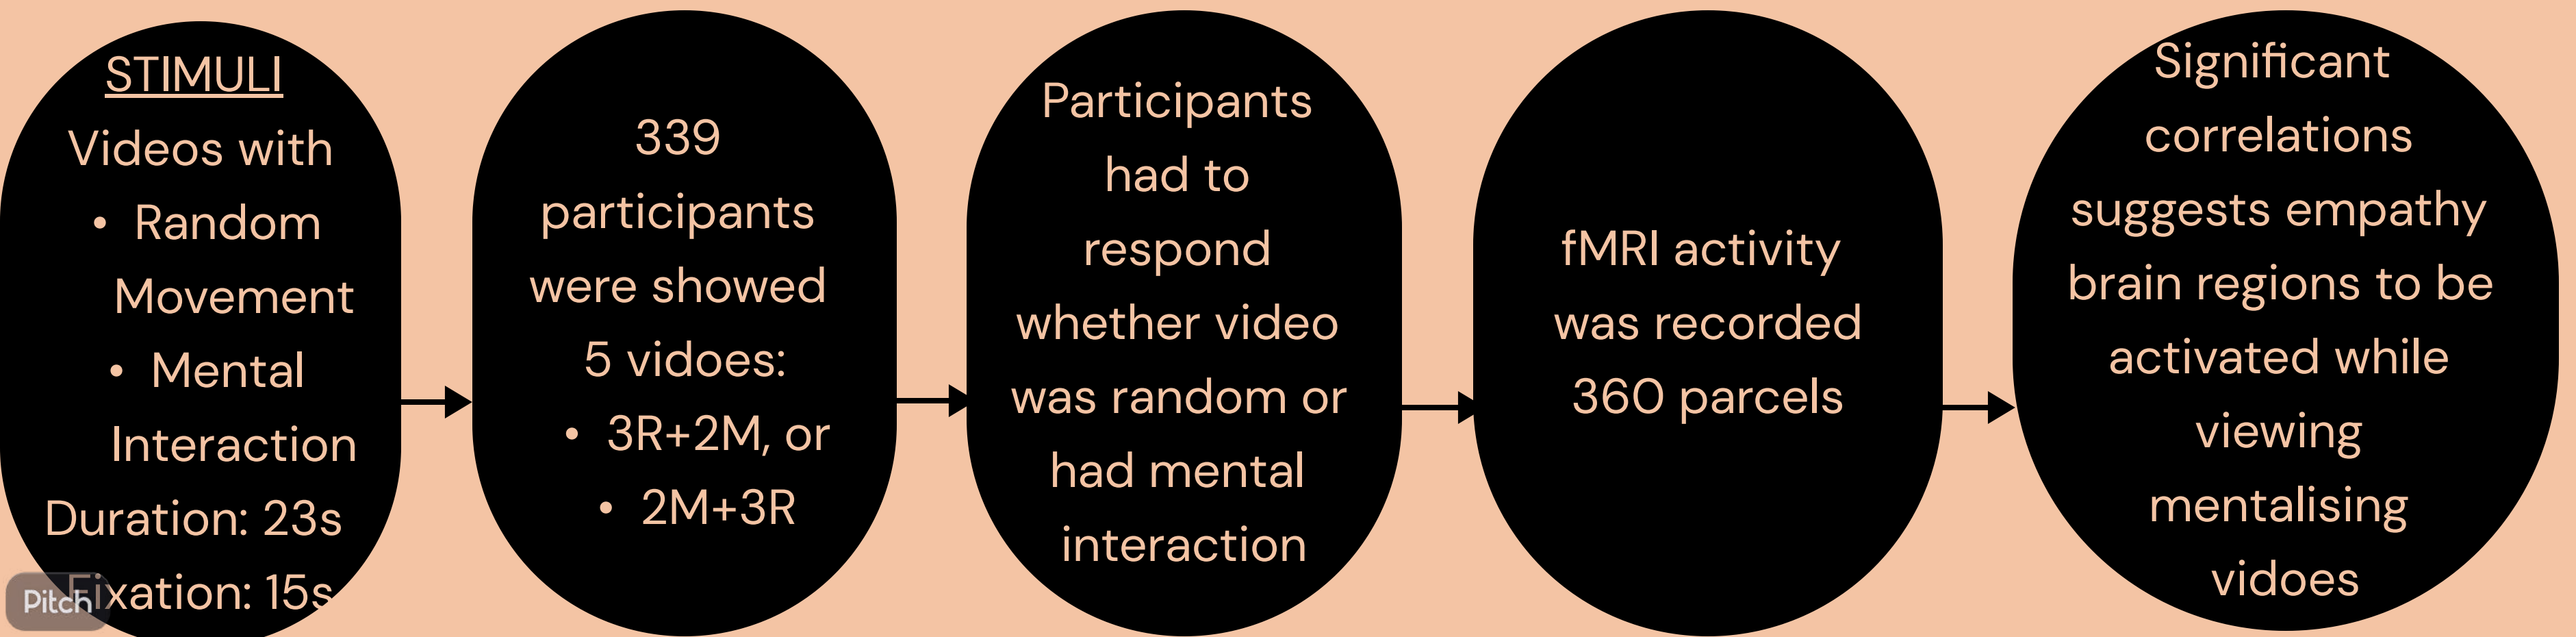 STIMULI
Videos with
• Random
Movement
• Mental
Interaction
Duration: 23s
Fixation: 15s
Pitch
339
participants
were showed
5 vidoes:
• 3R+2M, or
• 2M+3R
Participants
had to
respond
whether video
was random or
had mental
interaction
fMRI activity
was recorded
360 parcels
Significant
correlations
suggests empathy
brain regions to be
activated while
viewing
mentalising
vidoes